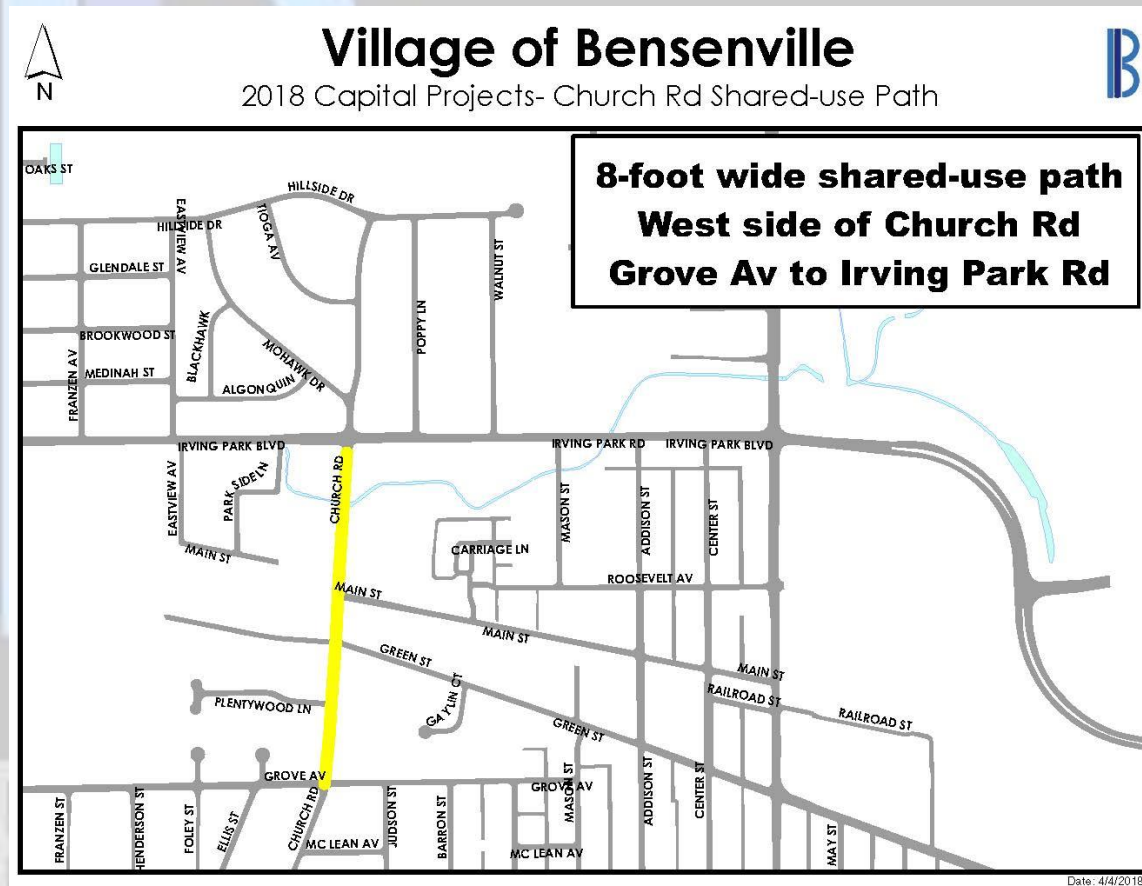 Village of Bensenville
2018 Capital Projects- Church Rd Shared-use Path
N
B
8-foot wide shared-use path
West side of Church Rd
Grove Av to Irving Park Rd
OAKS ST
HILLSIDE DR
EASTVIEW AV
HILLSIDE DR
TIOGA AV
GLENDALE ST
WALNUT ST
BROOKWOOD ST
BLACKHAWK
POPPY LN
FRANZEN AV
MEDINAH ST
MOHAWK DR
ALGONQUIN
IRVING PARK BLVD
IRVING PARK RD
IRVING PARK BLVD
EASTVIEW AV
PARK SIDE LN
CHURCH RD
MASON ST
ADDISON ST
CENTER ST
MAIN ST
CARRIAGE LN
ROOSEVELT AV
MAIN ST
MAIN ST
GREEN ST
MAIN ST
PLENTYWOOD LN
GAYLIN CT
RAILROAD ST
RAILROAD ST
GREEN ST
GROVE AV
GROVE AV
FRANZEN ST
HENDERSON ST
FOLEY ST
ELLIS ST
CHURCH RD
JUDSON ST
BARRON ST
MASON ST
ADDISON ST
CENTER ST
MAY ST
MC LEAN AV
MC LEAN AV
Date: 4/4/2018